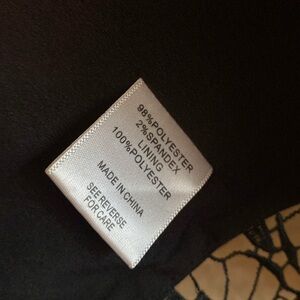 98%POLYESTER
2%SPANDEX
LINING
100%POLYESTER
MADE IN CHINA
SEE REVERSE
FOR CARE